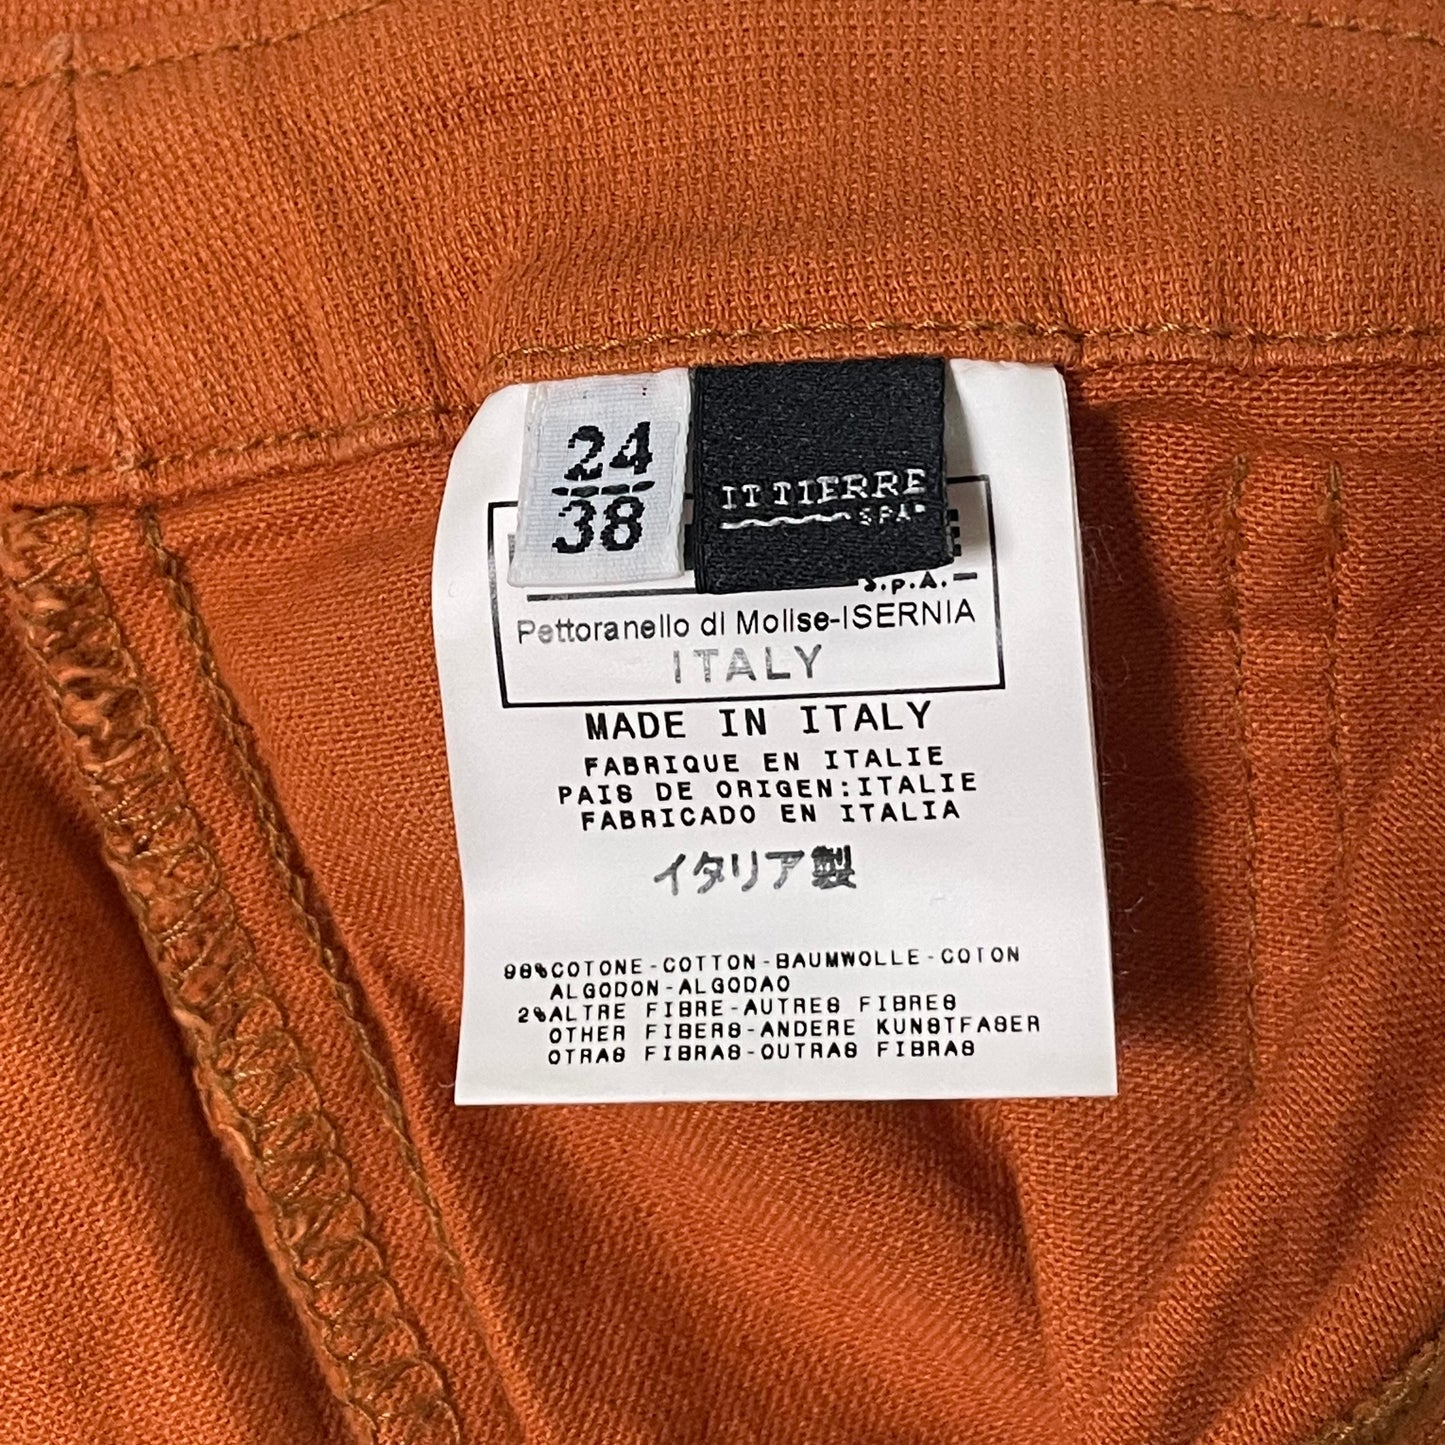 24
38
ITTIERRE
SPA
S.p.A.
Pettoranello di Molise-ISERNIA
ITALY
MADE IN ITALY
FABRIQUE EN ITALIE
PAIS DE ORIGEN:ITALIE
FABRICADO EN ITALIA
イタリア製
98%COTONE-COTTON-BAUMWOLLE-COTON
ALGODON-ALGODAO
2%ALTRE FIBRE-AUTRES FIBRES
OTHER FIBERS-ANDERE KUNSTFASER
OTRAS FIBRAS-OUTRAS FIBRAS